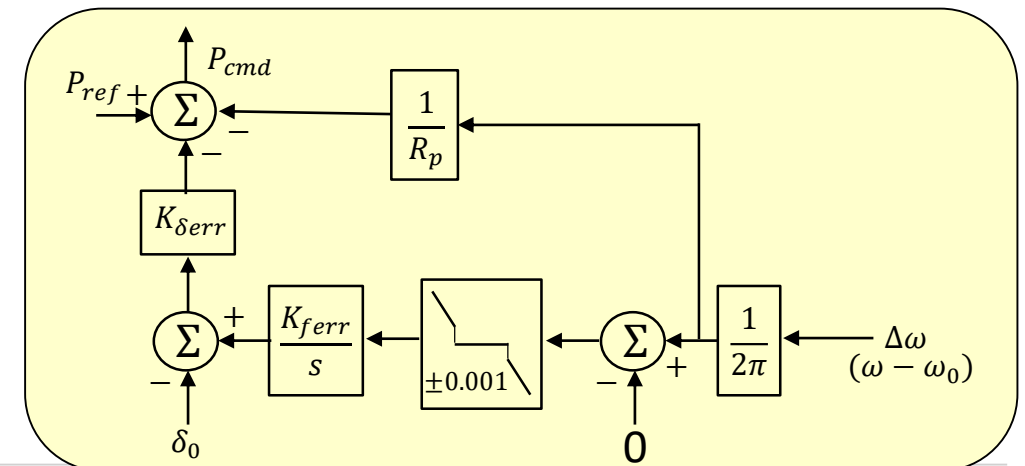 P_cmd
P_ref +
Σ
−
−
1
R_p
K_δerr
+
Σ
−
δ_0
K_ferr
s
±0.001
Σ
+
−
0
1
2π
Δω
(ω − ω_0)